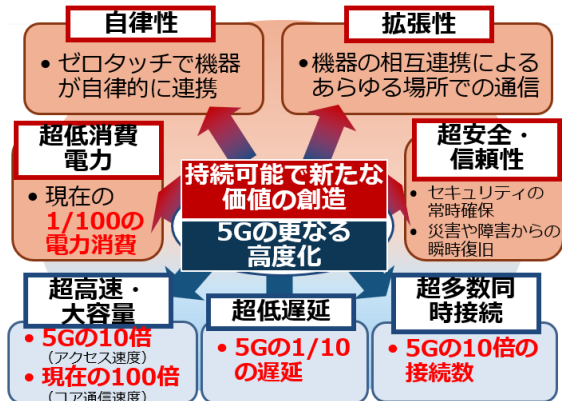 自律性
• ゼロタッチで機器
が自律的に連携
拡張性
• 機器の相互連携による
あらゆる場所での通信
超低消費
電力
• 現在の
1/100の
電力消費
持続可能で新たな
価値の創造
5Gの更なる
高度化
超安全・
信頼性
• セキュリティの
常時確保
• 災害や障害からの
瞬時復旧
超高速・
大容量
• 5Gの10倍
（アクセス速度）
• 現在の100倍
（コア通信速度）
超低遅延
• 5Gの1/10
の遅延
超多数同
時接続
• 5Gの10倍の
接続数